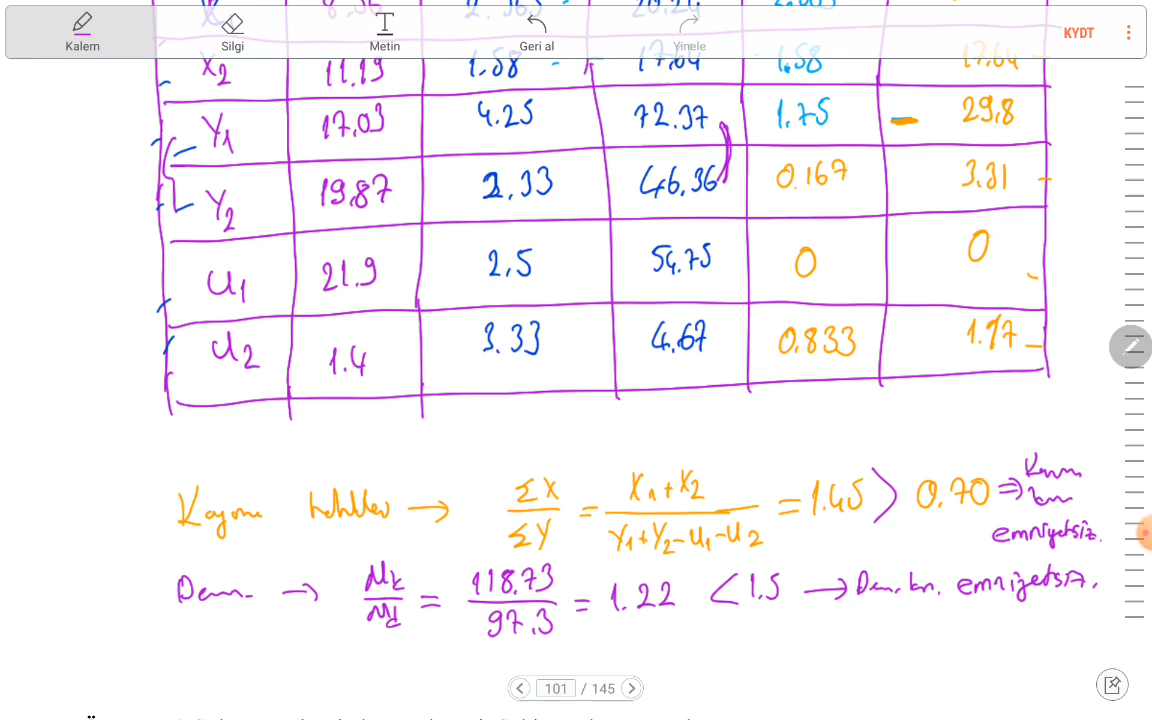 Kalem Silgi Metin Geri al Yinele KYDT
X2 11.19 1.58 17.64 1.58 17.64
Y1 17.03 4.25 72.37 1.75 29.8
Y2 19.87 2.33 46.36 0.167 3.31
U1 21.9 2,5 54.75 0 0
U2 1.4 3.33 4.67 0.833 1.17
ΣX / ΣY = X1+X2 / Y1+Y2-U1-U2 = 1.45 > 0.70 ⇒
emniyetsiz.
Mk / Md = 118.73 / 97.3 = 1.22 < 1.5 → emniyetsiz.
101 / 145